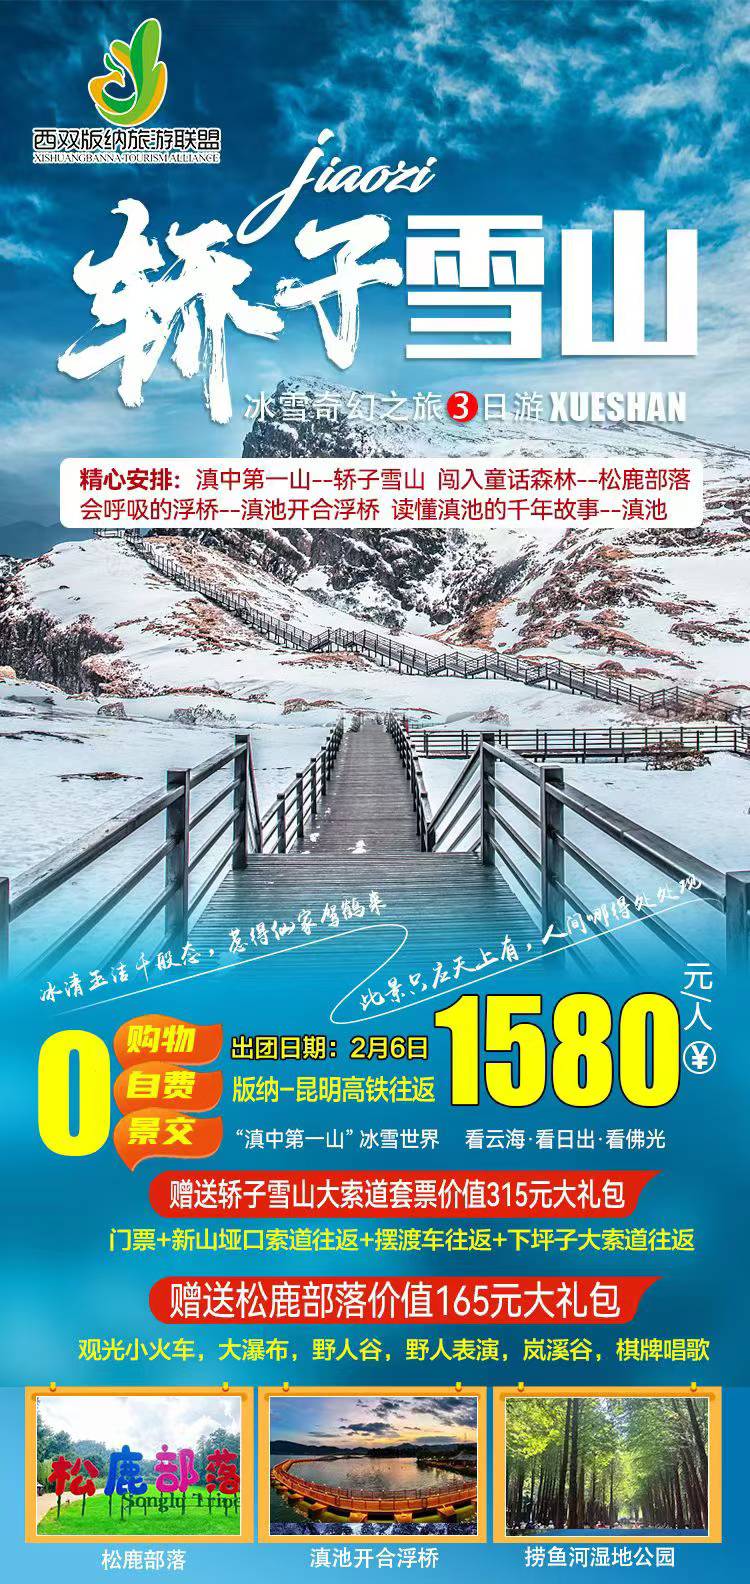 西双版纳旅游联盟
XISHUANGBANNA TOURISM ALLIANCE
jiaozi
轿子雪山
冰雪奇幻之旅3日游XUESHAN
精心安排：滇中第一山--轿子雪山 闯入童话森林--松鹿部落
会呼吸的浮桥--滇池开合浮桥 读懂滇池的千年故事--滇池
冰清玉洁千般态，惹得仙家驾鹤来
此景只应天上有，人间哪得处处现
0
购物
自费
景交
出团日期：2月6日
版纳-昆明高铁往返
1580
元/人
¥
“滇中第一山”冰雪世界 看云海·看日出·看佛光
赠送轿子雪山大索道套票价值315元大礼包
门票+新山垭口索道往返+摆渡车往返+下坪子大索道往返
赠送松鹿部落价值165元大礼包
观光小火车，大瀑布，野人谷，野人表演，岚溪谷，棋牌唱歌
松鹿部落
Songlu Tribe
松鹿部落
滇池开合浮桥
捞鱼河湿地公园